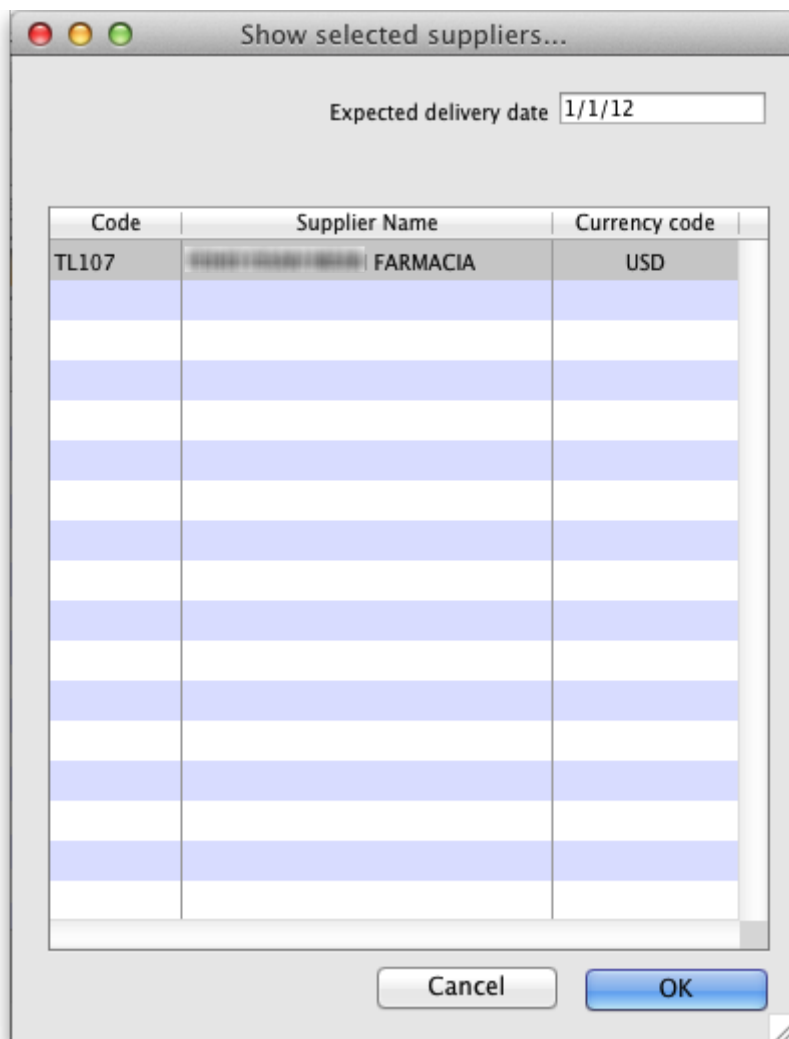 Show selected suppliers...
Expected delivery date 1/1/12
Code Supplier Name Currency code
TL107 FARMACIA USD
Cancel OK